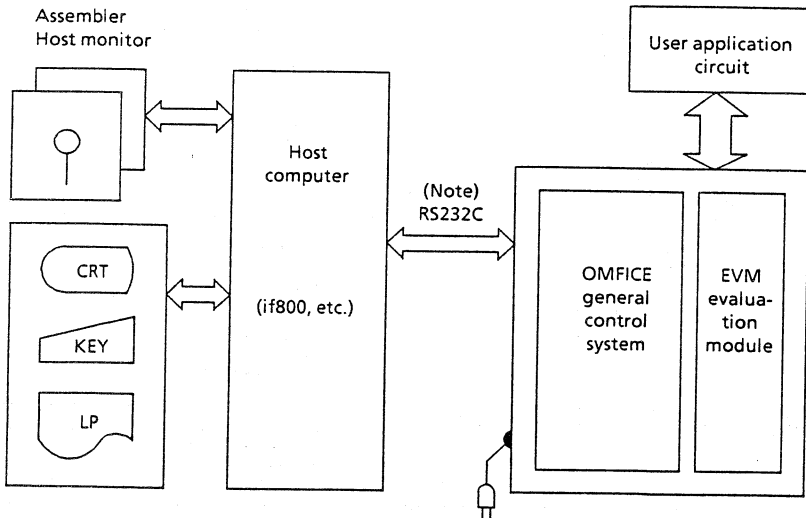 Assembler
Host monitor
User application
circuit
Host
computer
(Note)
RS232C
CRT
(if800, etc.)
KEY
LP
OMFICE
general
control
system
EVM
evalua-
tion
module